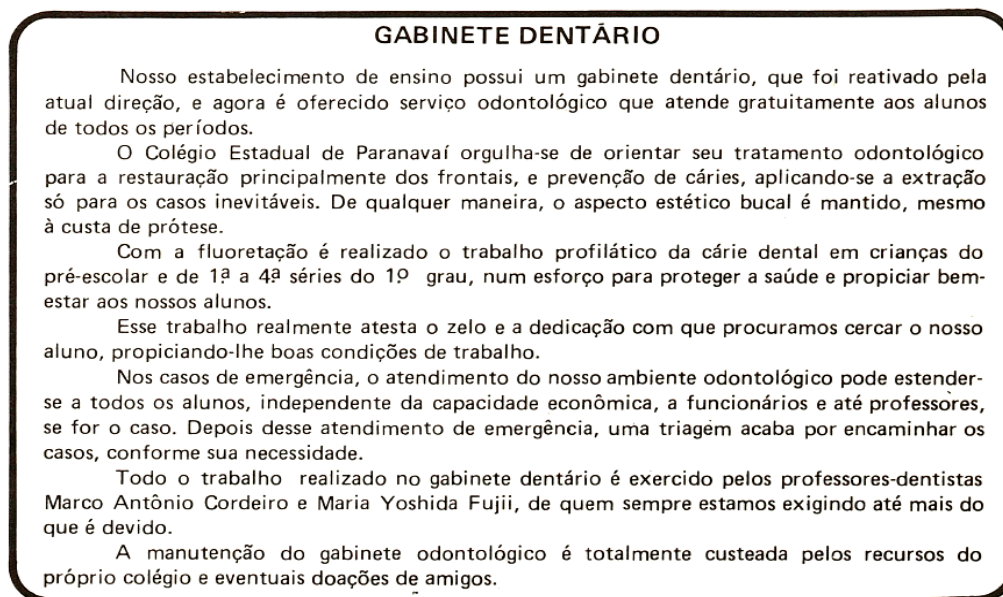 GABINETE DENTÁRIO
Nosso estabelecimento de ensino possui um gabinete dentário, que foi reativado pela
atual direção, e agora é oferecido serviço odontológico que atende gratuitamente aos alunos
de todos os períodos.
O Colégio Estadual de Paranavaí orgulha-se de orientar seu tratamento odontológico
para a restauração principalmente dos frontais, e prevenção de cáries, aplicando-se a extração
só para os casos inevitáveis. De qualquer maneira, o aspecto estético bucal é mantido, mesmo
à custa de prótese.
Com a fluoretação é realizado o trabalho profilático da cárie dental em crianças do
pré-escolar e de 1ª a 4ª séries do 1º grau, num esforço para proteger a saúde e propiciar bem-
estar aos nossos alunos.
Esse trabalho realmente atesta o zelo e a dedicação com que procuramos cercar o nosso
aluno, propiciando-lhe boas condições de trabalho.
Nos casos de emergência, o atendimento do nosso ambiente odontológico pode estender-
se a todos os alunos, independente da capacidade econômica, a funcionários e até professores,
se for o caso. Depois desse atendimento de emergência, uma triagem acaba por encaminhar os
casos, conforme sua necessidade.
Todo o trabalho realizado no gabinete dentário é exercido pelos professores-dentistas
Marco Antônio Cordeiro e Maria Yoshida Fujii, de quem sempre estamos exigindo até mais do
que é devido.
A manutenção do gabinete odontológico é totalmente custeada pelos recursos do
próprio colégio e eventuais doações de amigos.